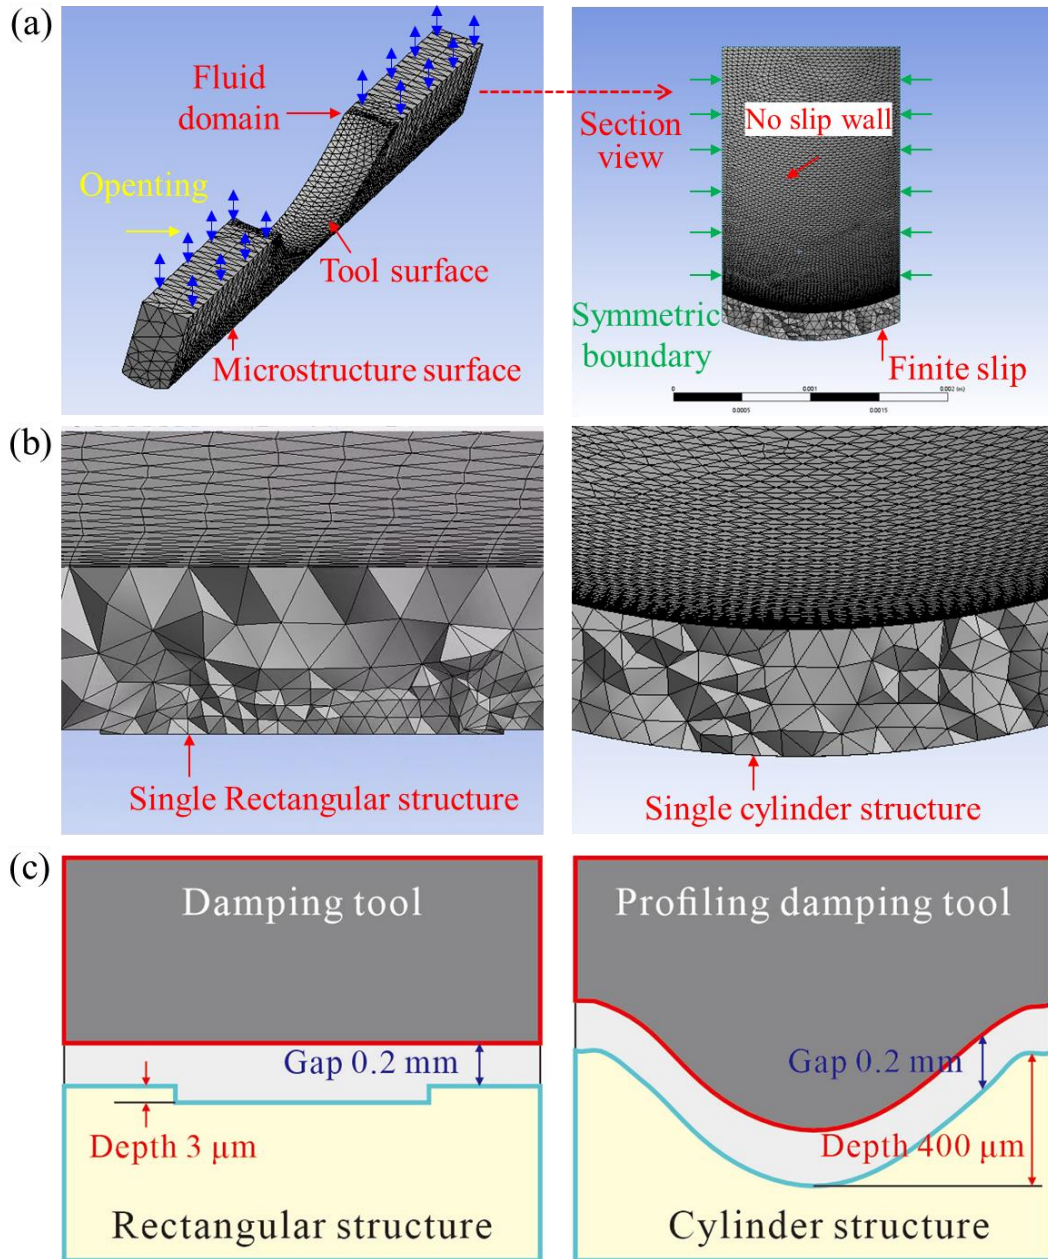 (a)
Fluid
domain
Openting
Tool surface
Microstructure surface
Section
view
No slip wall
Symmetric
boundary
Finite slip
0
0.001
0.002 (m)
0.0005
0.0015
(b)
Single Rectangular structure
Single cylinder structure
(c)
Damping tool
Gap 0.2 mm
Depth 3 μm
Rectangular structure
Profiling damping tool
Gap 0.2 mm
Depth 400 μm
Cylinder structure